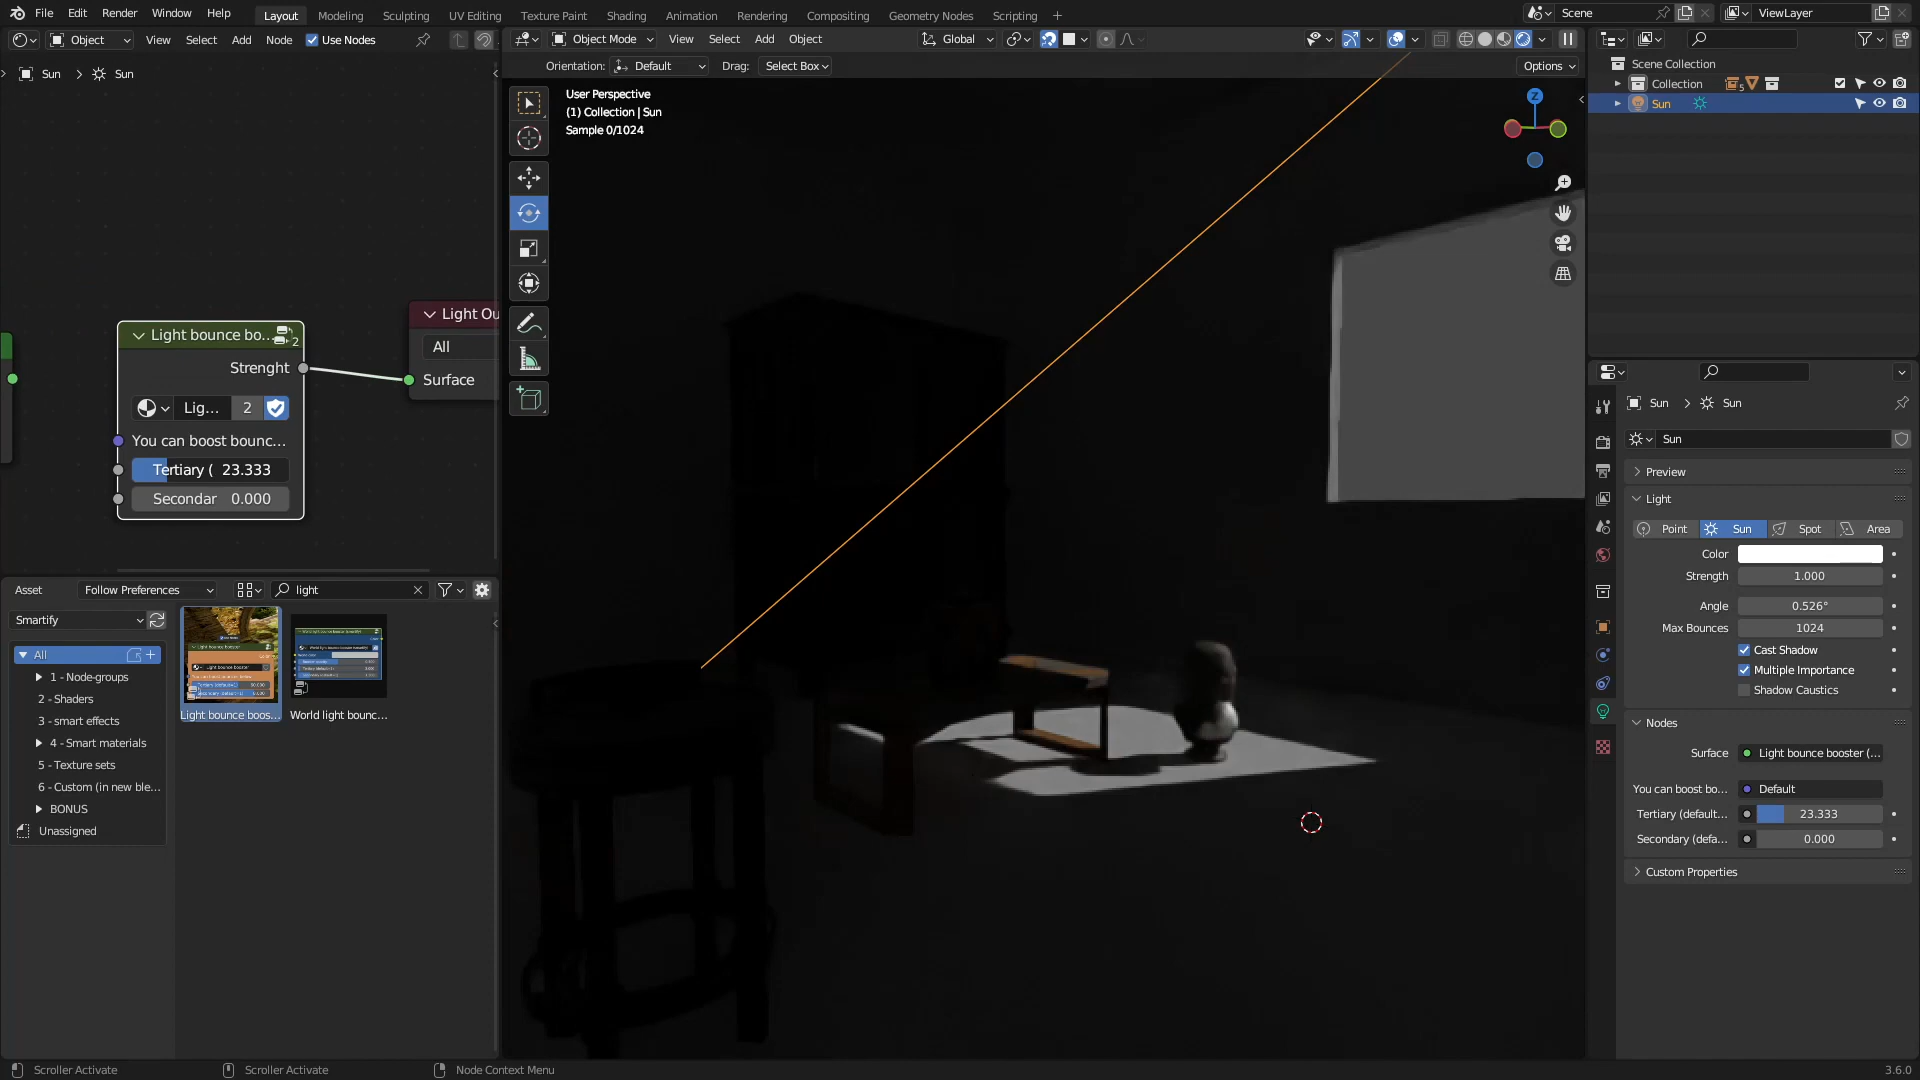 File Edit Render Window Help
Layout Modeling Sculpting UV Editing Texture Paint Shading Animation Rendering Compositing Geometry Nodes Scripting +
Scene ViewLayer
Object View Select Add Node Use Nodes
Object Mode View Select Add Object Global
Orientation: Default Drag: Select Box Options
Sun > Sun
User Perspective
(1) Collection | Sun
Sample 0/1024
Z
Scene Collection
Collection 5
Sun
Light bounce bo... 2
Strenght
Lig... 2
You can boost bounc...
Tertiary ( 23.333
Secondar 0.000
Light Ou
All
Surface
Asset Follow Preferences light
Smartify
All
1 - Node-groups
2 - Shaders
3 - smart effects
4 - Smart materials
5 - Texture sets
6 - Custom (in new ble...
BONUS
Unassigned
Light bounce boos... World light bounc...
Sun > Sun
Sun
Preview
Light
Point Sun Spot Area
Color
Strength 1.000
Angle 0.526°
Max Bounces 1024
Cast Shadow
Multiple Importance
Shadow Caustics
Nodes
Surface Light bounce booster (...
You can boost bo... Default
Tertiary (default... 23.333
Secondary (defa... 0.000
Custom Properties
Scroller Activate Scroller Activate Node Context Menu 3.6.0